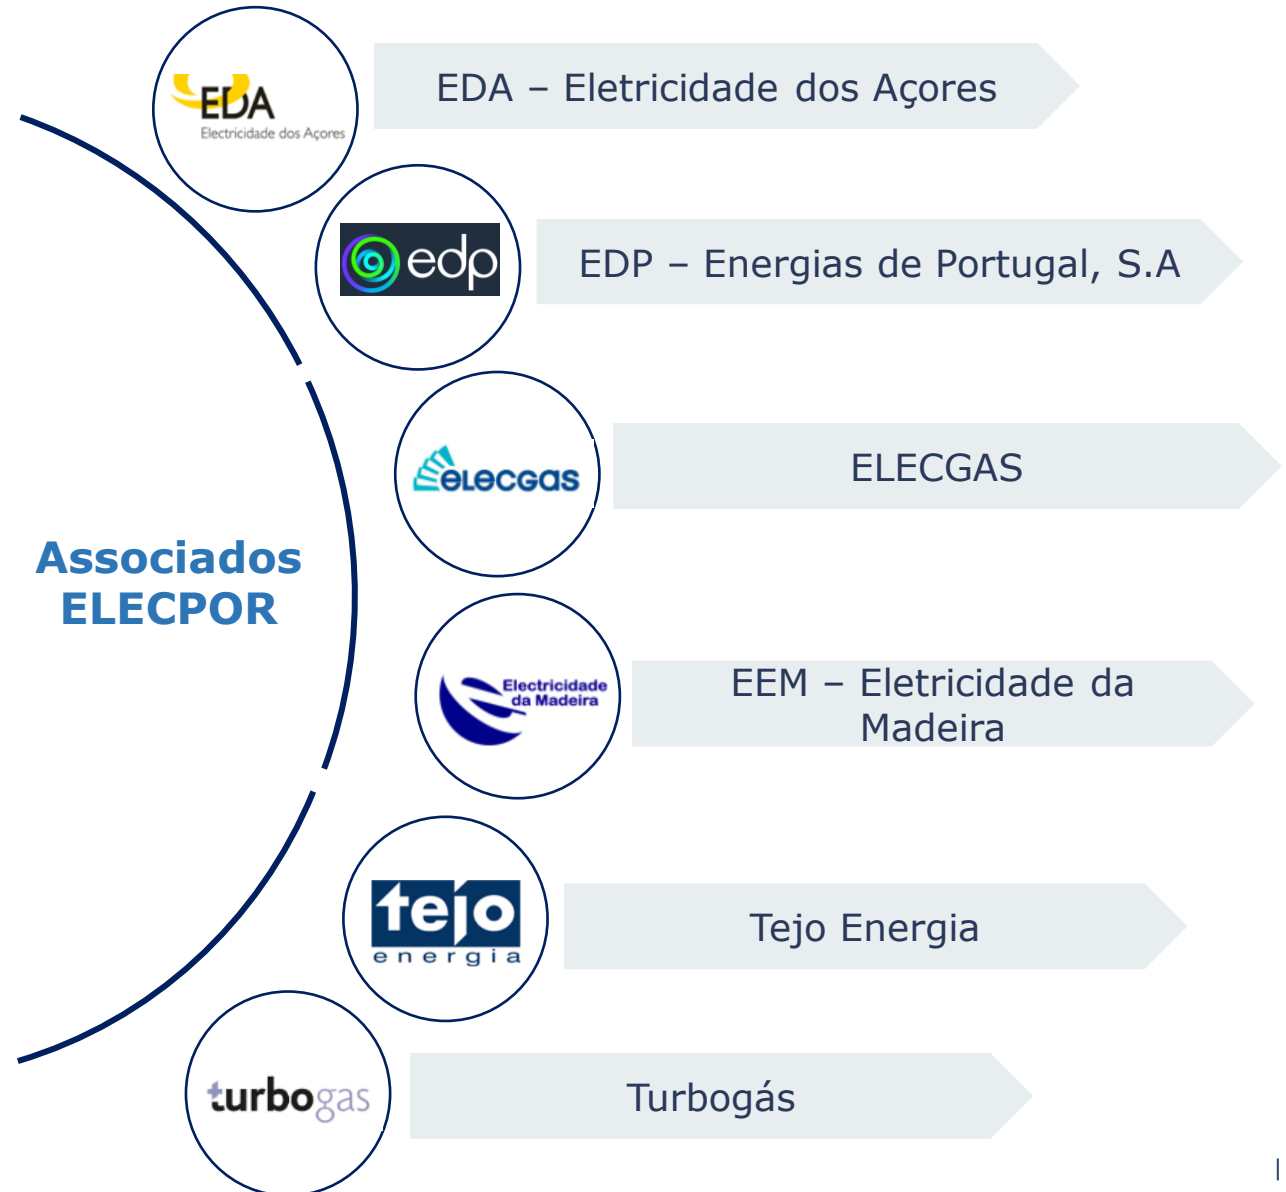 EDA
Electricidade dos Açores
EDA – Eletricidade dos Açores
edp
EDP – Energias de Portugal, S.A
eLecGas
ELECGAS
Associados
ELECPOR
Electricidade
da Madeira
EEM – Eletricidade da
Madeira
tejo
energia
Tejo Energia
turbogas
Turbogás